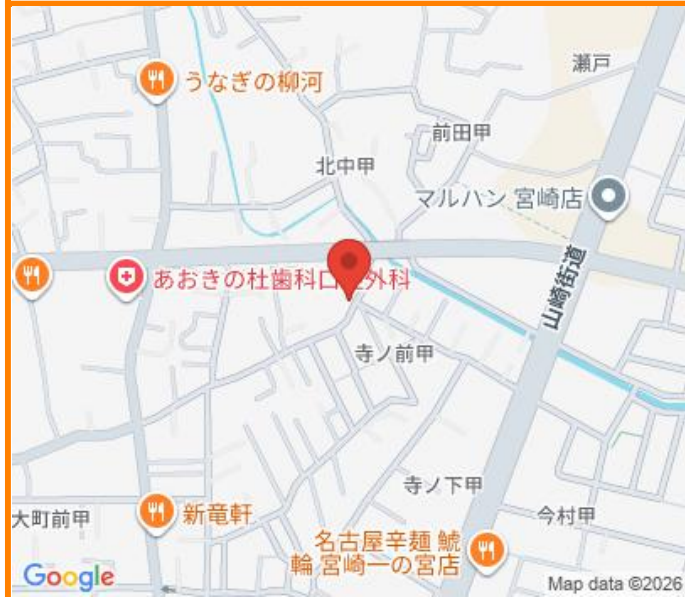 瀬戸
うなぎの柳河
前田甲
北中甲
マルハン 宮崎店
山崎街道
あおきの杜歯科口腔外科
寺ノ前甲
寺ノ下甲
今村甲
大町前甲
新竜軒
名古屋辛麺 鯱
輪 宮崎一の宮店
Google
Map data ©2026